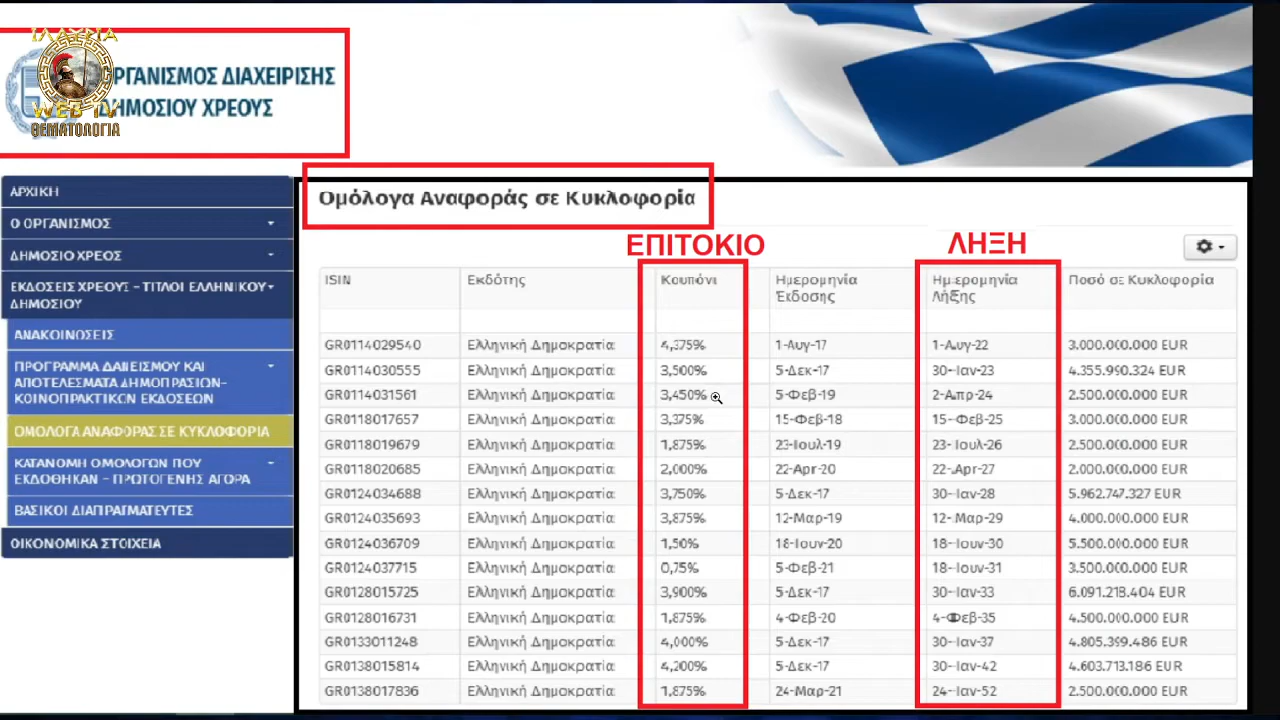 WEB TV
ΘΕΜΑΤΟΛΟΓΙΑ
ΟΡΓΑΝΙΣΜΟΣ ΔΙΑΧΕΙΡΙΣΗΣ
ΔΗΜΟΣΙΟΥ ΧΡΕΟΥΣ
ΑΡΧΙΚΗ
Ο ΟΡΓΑΝΙΣΜΟΣ
ΔΗΜΟΣΙΟ ΧΡΕΟΣ
ΕΚΔΟΣΕΙΣ ΧΡΕΟΥΣ – ΤΙΤΛΟΙ ΕΛΛΗΝΙΚΟΥ
ΔΗΜΟΣΙΟΥ
ΑΝΑΚΟΙΝΩΣΕΙΣ
ΠΡΟΓΡΑΜΜΑ ΔΑΝΕΙΣΜΟΥ ΚΑΙ
ΑΠΟΤΕΛΕΣΜΑΤΑ ΔΗΜΟΠΡΑΣΙΩΝ-
ΚΟΙΝΟΠΡΑΚΤΙΚΩΝ ΕΚΔΟΣΕΩΝ
ΟΜΟΛΟΓΑ ΑΝΑΦΟΡΑΣ ΣΕ ΚΥΚΛΟΦΟΡΙΑ
ΚΑΤΑΝΟΜΗ ΟΜΟΛΟΓΩΝ ΠΟΥ
ΕΚΔΟΘΗΚΑΝ – ΠΡΩΤΟΓΕΝΗΣ ΑΓΟΡΑ
ΒΑΣΙΚΟΙ ΔΙΑΠΡΑΓΜΑΤΕΥΤΕΣ
ΟΙΚΟΝΟΜΙΚΑ ΣΤΟΙΧΕΙΑ
Ομόλογα Αναφοράς σε Κυκλοφορία
ΕΠΙΤΟΚΙΟ ΛΗΞΗ
ISIN Εκδότης Κουπόνι Ημερομηνία Έκδοσης Ημερομηνία Λήξης Ποσό σε Κυκλοφορία
GR0114029540 Ελληνική Δημοκρατία 4,375% 1-Αυγ-17 1-Αυγ-22 3.000.000.000 EUR
GR0114030555 Ελληνική Δημοκρατία 3,500% 5-Δεκ-17 30-Ιαν-23 4.355.990.324 EUR
GR0114031561 Ελληνική Δημοκρατία 3,450% 5-Φεβ-19 2-Απρ-24 2.500.000.000 EUR
GR0118017657 Ελληνική Δημοκρατία 3,375% 15-Φεβ-18 15-Φεβ-25 3.000.000.000 EUR
GR0118019679 Ελληνική Δημοκρατία 1,875% 23-Ιουλ-19 23-Ιουλ-26 2.500.000.000 EUR
GR0118020685 Ελληνική Δημοκρατία 2,000% 22-Apr-20 22-Apr-27 2.000.000.000 EUR
GR0124034688 Ελληνική Δημοκρατία 3,750% 5-Δεκ-17 30-Ιαν-28 5.962.747.327 EUR
GR0124035693 Ελληνική Δημοκρατία 3,875% 12-Μαρ-19 12-Μαρ-29 4.000.000.000 EUR
GR0124036709 Ελληνική Δημοκρατία 1,50% 18-Ιουν-20 18-Ιουν-30 5.500.000.000 EUR
GR0124037715 Ελληνική Δημοκρατία 0,75% 5-Φεβ-21 18-Ιουν-31 3.500.000.000 EUR
GR0128015725 Ελληνική Δημοκρατία 3,900% 5-Δεκ-17 30-Ιαν-33 6.091.218.404 EUR
GR0128016731 Ελληνική Δημοκρατία 1,875% 4-Φεβ-20 4-Φεβ-35 4.500.000.000 EUR
GR0133011248 Ελληνική Δημοκρατία 4,000% 5-Δεκ-17 30-Ιαν-37 4.805.399.486 EUR
GR0138015814 Ελληνική Δημοκρατία 4,200% 5-Δεκ-17 30-Ιαν-42 4.603.713.186 EUR
GR0138017836 Ελληνική Δημοκρατία 1,875% 24-Μαρ-21 24-Ιαν-52 2.500.000.000 EUR